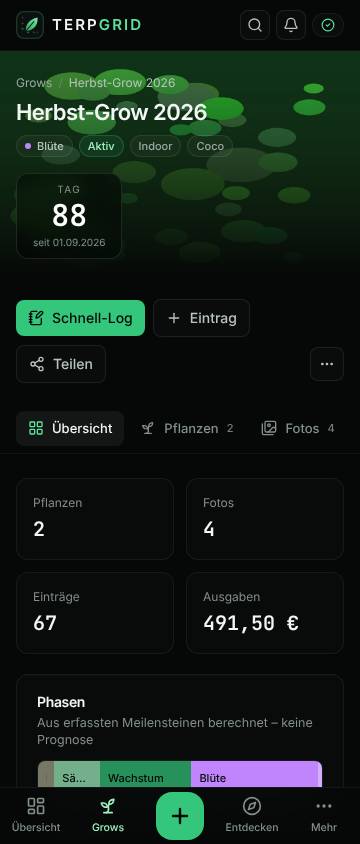 TERPGRID
Grows / Herbst-Grow 2026
Herbst-Grow 2026
Blüte Aktiv Indoor Coco
TAG
88
seit 01.09.2026
Schnell-Log
Eintrag
Teilen
Übersicht Pflanzen 2 Fotos 4
Pflanzen
2
Fotos
4
Einträge
67
Ausgaben
491,50 €
Phasen
Aus erfassten Meilensteinen berechnet – keine
Prognose
Sä... Wachstum Blüte
Übersicht Grows Entdecken Mehr